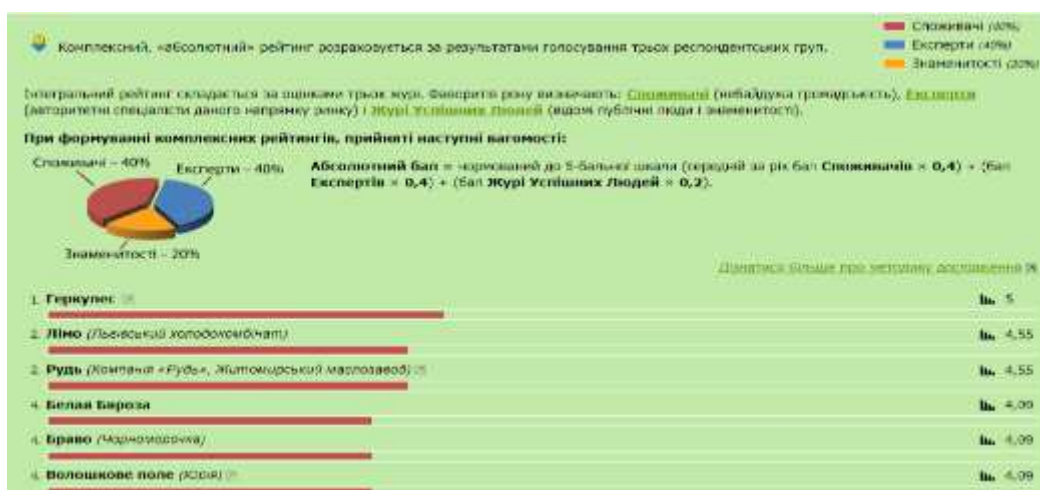 Комплексний, «абсолютний» рейтинг розраховується за результатами голосування трьох респондентських груп.
Споживачі (40%)
Експерти (40%)
Знаменитості (20%)
Інтегральний рейтинг складається за оцінками трьох журі. Фаворитів року визначають: Споживачі (небайдужа громадськість), Експерти
(авторитетні спеціалісти даного напрямку ринку) і Журі Успішних Людей (відомі публічні люди і знаменитості).
При формуванні комплексних рейтингів, прийняті наступні вагомості:
Споживачі – 40%
Експерти – 40%
Знаменитості – 20%
Абсолютний бал = нормований до 5-бальної шкали (середній за рік бал Споживачів × 0,4) + (бал
Експертів × 0,4) + (бал Журі Успішних Людей × 0,2).
Дізнатися більше про методику дослідження
1. Геркулес 5
2. Лімо (Львівський холодокомбінат) 4,55
2. Рудь (Компанія «Рудь», Житомирський маслозавод) 4,55
4. Белая Бяроза 4,09
4. Браво (Чорноморочка) 4,09
4. Волошкове поле (ЮРіЯ) 4,09